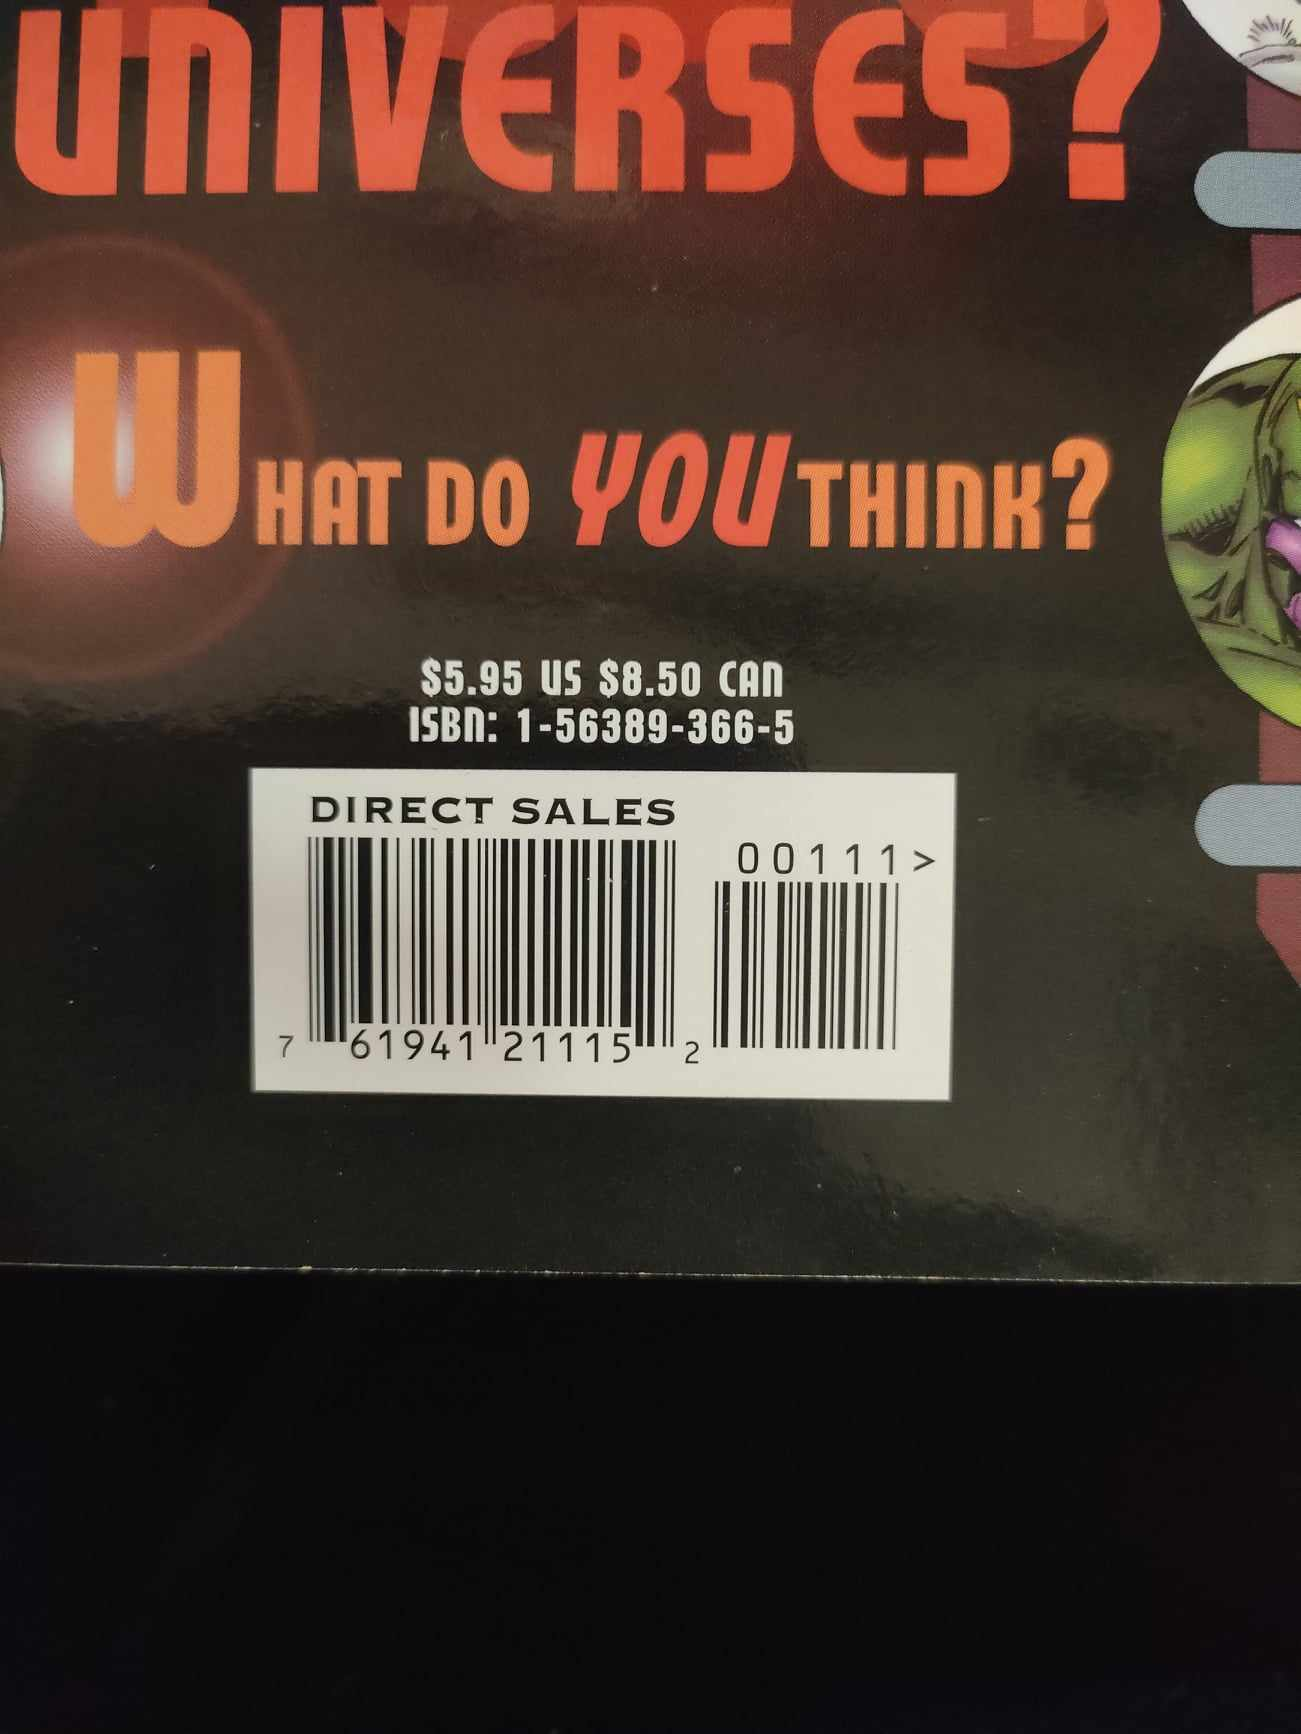 UNIVERSES?
WHAT DO YOU THINK?
$5.95 US $8.50 CAN
ISBN: 1-56389-366-5
DIRECT SALES
00111>
7 61941 21115 2